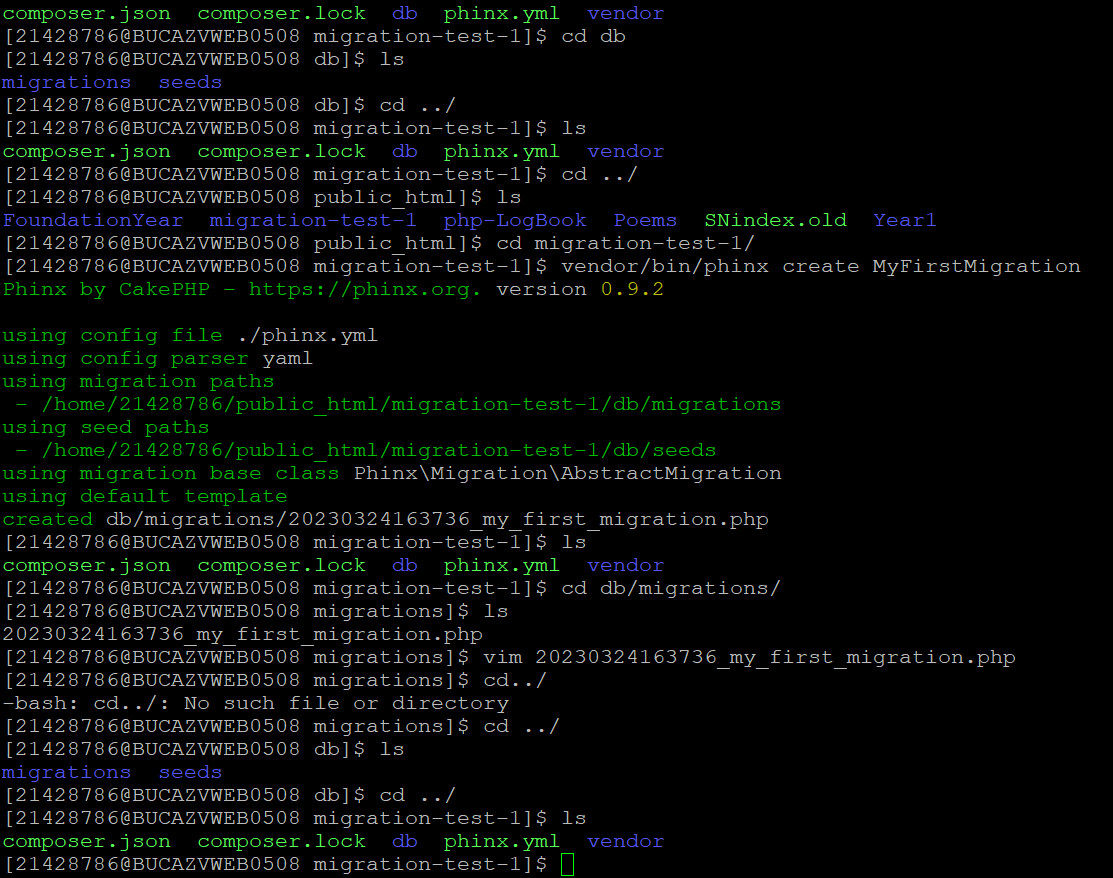 composer.json  composer.lock  db  phinx.yml  vendor
[21428786@BUCAZVWEB0508 migration-test-1]$ cd db
[21428786@BUCAZVWEB0508 db]$ ls
migrations  seeds
[21428786@BUCAZVWEB0508 db]$ cd ../
[21428786@BUCAZVWEB0508 migration-test-1]$ ls
composer.json  composer.lock  db  phinx.yml  vendor
[21428786@BUCAZVWEB0508 migration-test-1]$ cd ../
[21428786@BUCAZVWEB0508 public_html]$ ls
FoundationYear  migration-test-1  php-LogBook  Poems  SNindex.old  Year1
[21428786@BUCAZVWEB0508 public_html]$ cd migration-test-1/
[21428786@BUCAZVWEB0508 migration-test-1]$ vendor/bin/phinx create MyFirstMigration
Phinx by CakePHP - https://phinx.org. version 0.9.2
using config file ./phinx.yml
using config parser yaml
using migration paths
 - /home/21428786/public_html/migration-test-1/db/migrations
using seed paths
 - /home/21428786/public_html/migration-test-1/db/seeds
using migration base class Phinx\Migration\AbstractMigration
using default template
created db/migrations/20230324163736_my_first_migration.php
[21428786@BUCAZVWEB0508 migration-test-1]$ ls
composer.json  composer.lock  db  phinx.yml  vendor
[21428786@BUCAZVWEB0508 migration-test-1]$ cd db/migrations/
[21428786@BUCAZVWEB0508 migrations]$ ls
20230324163736_my_first_migration.php
[21428786@BUCAZVWEB0508 migrations]$ vim 20230324163736_my_first_migration.php
[21428786@BUCAZVWEB0508 migrations]$ cd../
-bash: cd../: No such file or directory
[21428786@BUCAZVWEB0508 migrations]$ cd ../
[21428786@BUCAZVWEB0508 db]$ ls
migrations  seeds
[21428786@BUCAZVWEB0508 db]$ cd ../
[21428786@BUCAZVWEB0508 migration-test-1]$ ls
composer.json  composer.lock  db  phinx.yml  vendor
[21428786@BUCAZVWEB0508 migration-test-1]$